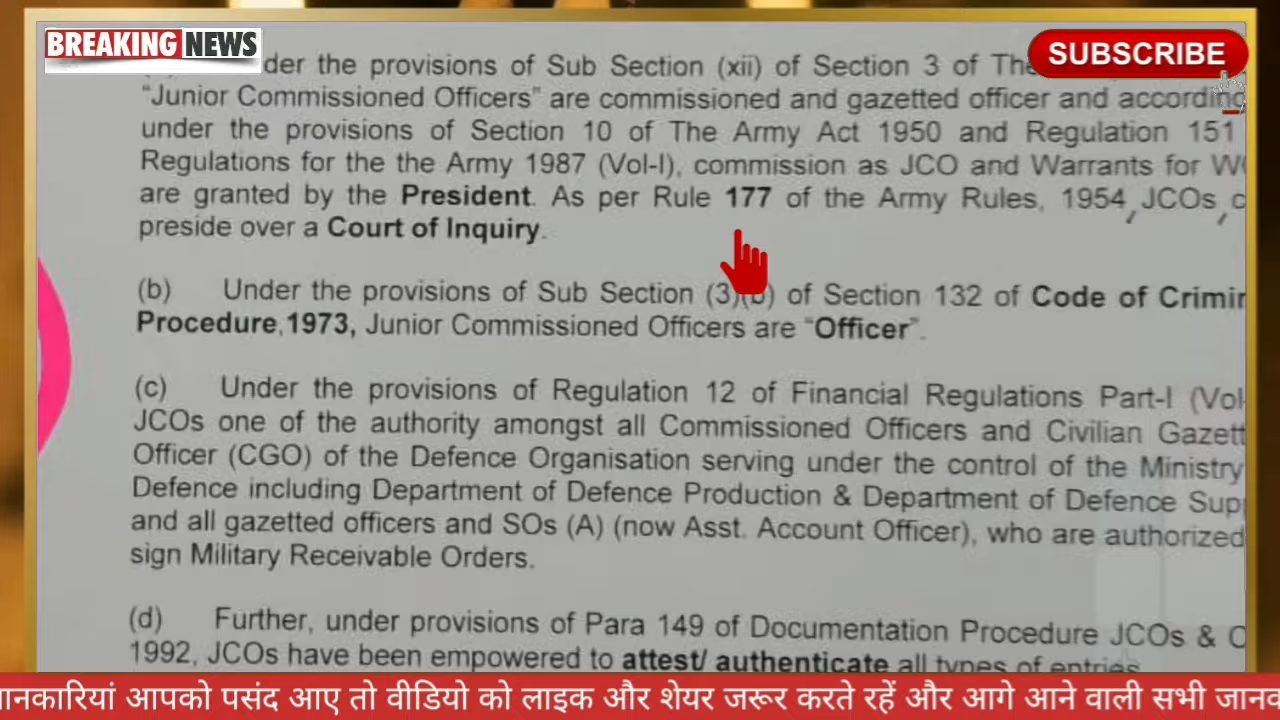 BREAKING NEWS
SUBSCRIBE
der the provisions of Sub Section (xii) of Section 3 of The
“Junior Commissioned Officers” are commissioned and gazetted officer and according
under the provisions of Section 10 of The Army Act 1950 and Regulation 151
Regulations for the the Army 1987 (Vol-I), commission as JCO and Warrants for W
are granted by the President. As per Rule 177 of the Army Rules, 1954, JCOs, c
preside over a Court of Inquiry.
(b) Under the provisions of Sub Section (3)(b) of Section 132 of Code of Crimin
Procedure,1973, Junior Commissioned Officers are “Officer”.
(c) Under the provisions of Regulation 12 of Financial Regulations Part-I (Vol-
JCOs one of the authority amongst all Commissioned Officers and Civilian Gazett
Officer (CGO) of the Defence Organisation serving under the control of the Ministry
Defence including Department of Defence Production & Department of Defence Supp
and all gazetted officers and SOs (A) (now Asst. Account Officer), who are authorized
sign Military Receivable Orders.
(d) Further, under provisions of Para 149 of Documentation Procedure JCOs & O
1992, JCOs have been empowered to attest/ authenticate all types of entries
ानकारियां आपको पसंद आए तो वीडियो को लाइक और शेयर जरूर करते रहें और आगे आने वाली सभी जानक